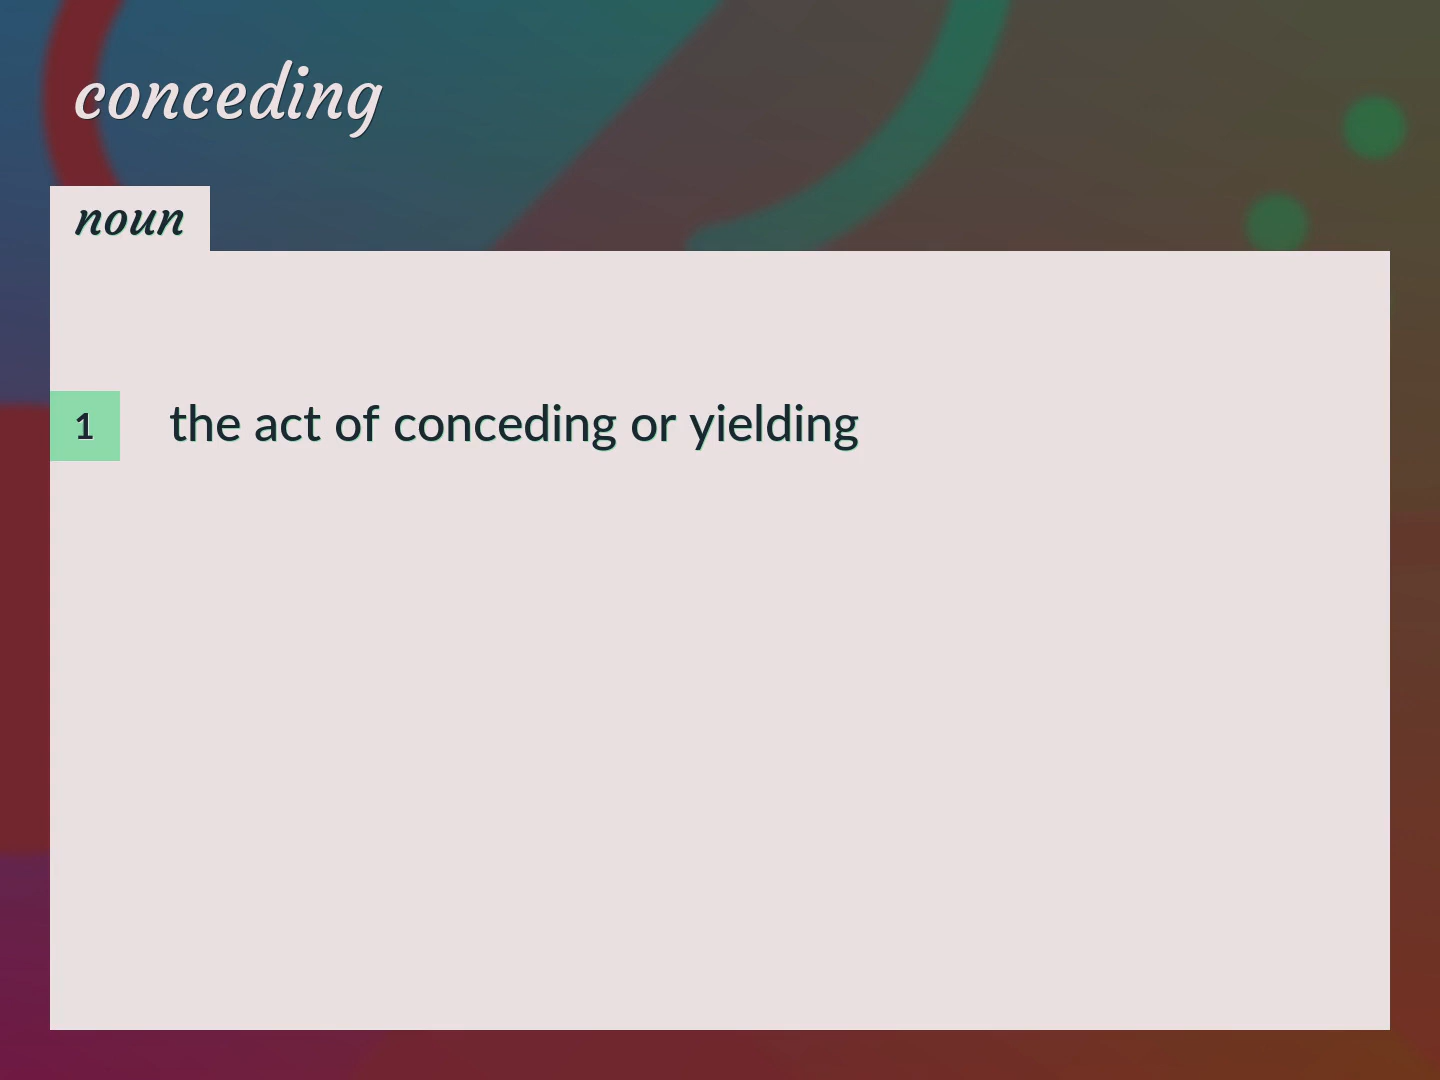 conceding
noun
1 the act of conceding or yielding